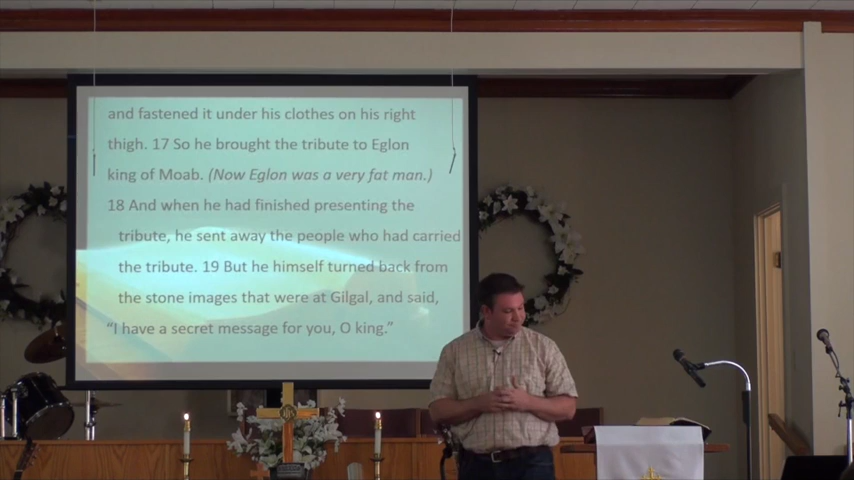 and fastened it under his clothes on his right
thigh. 17 So he brought the tribute to Eglon
king of Moab. (Now Eglon was a very fat man.)
18 And when he had finished presenting the
tribute, he sent away the people who had carried
the tribute. 19 But he himself turned back from
the stone images that were at Gilgal, and said,
“I have a secret message for you, O king.”